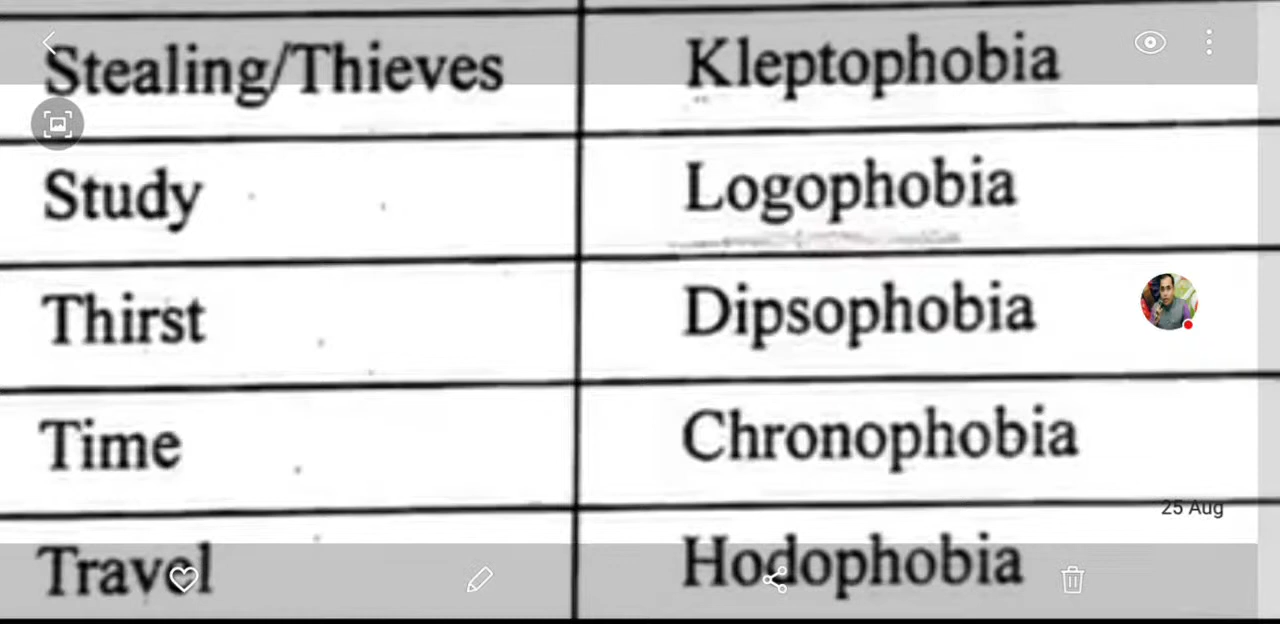 Stealing/Thieves Kleptophobia
Study Logophobia
Thirst Dipsophobia
Time Chronophobia
25 Aug
Travel Hodophobia